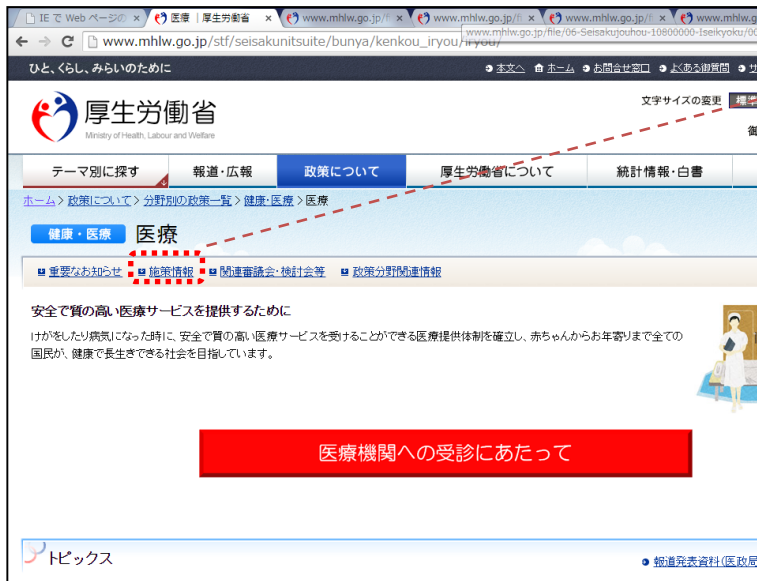 IE で Web ページの
医療｜厚生労働省
www.mhlw.go.jp/f
www.mhlw.go.jp/f
www.mhlw.go.jp/f
www.mhlw.go
www.mhlw.go.jp/stf/seisakunitsuite/bunya/kenkou_iryou/iryou/
www.mhlw.go.jp/file/06-Seisakujouhou-10800000-Iseikyoku/00
ひと、くらし、みらいのために
本文へ ホーム お問合せ窓口 よくある御質問 サ
厚生労働省
Ministry of Health, Labour and Welfare
文字サイズの変更 標準
御
テーマ別に探す 報道・広報 政策について 厚生労働省について 統計情報・白書
ホーム > 政策について > 分野別の政策一覧 > 健康・医療 > 医療
健康・医療 医療
重要なお知らせ 施策情報 関連審議会・検討会等 政策分野関連情報
安全で質の高い医療サービスを提供するために
けがをしたり病気になった時に、安全で質の高い医療サービスを受けることができる医療提供体制を確立し、赤ちゃんからお年寄りまで全ての
国民が、健康で長生きできる社会を目指しています。
医療機関への受診にあたって
トピックス
報道発表資料(医政局